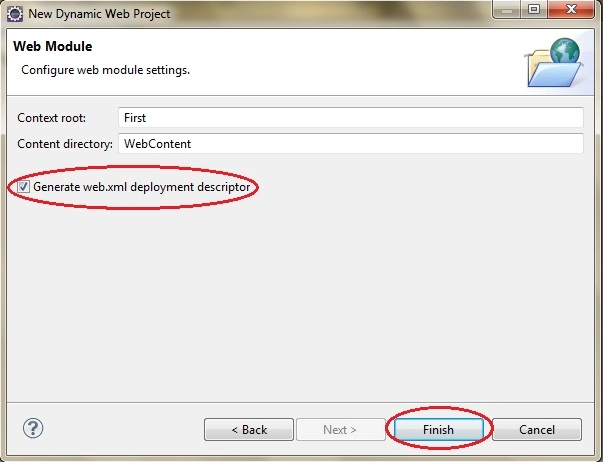 New Dynamic Web Project
Web Module
Configure web module settings.
Context root: First
Content directory: WebContent
Generate web.xml deployment descriptor
?
< Back Next > Finish Cancel